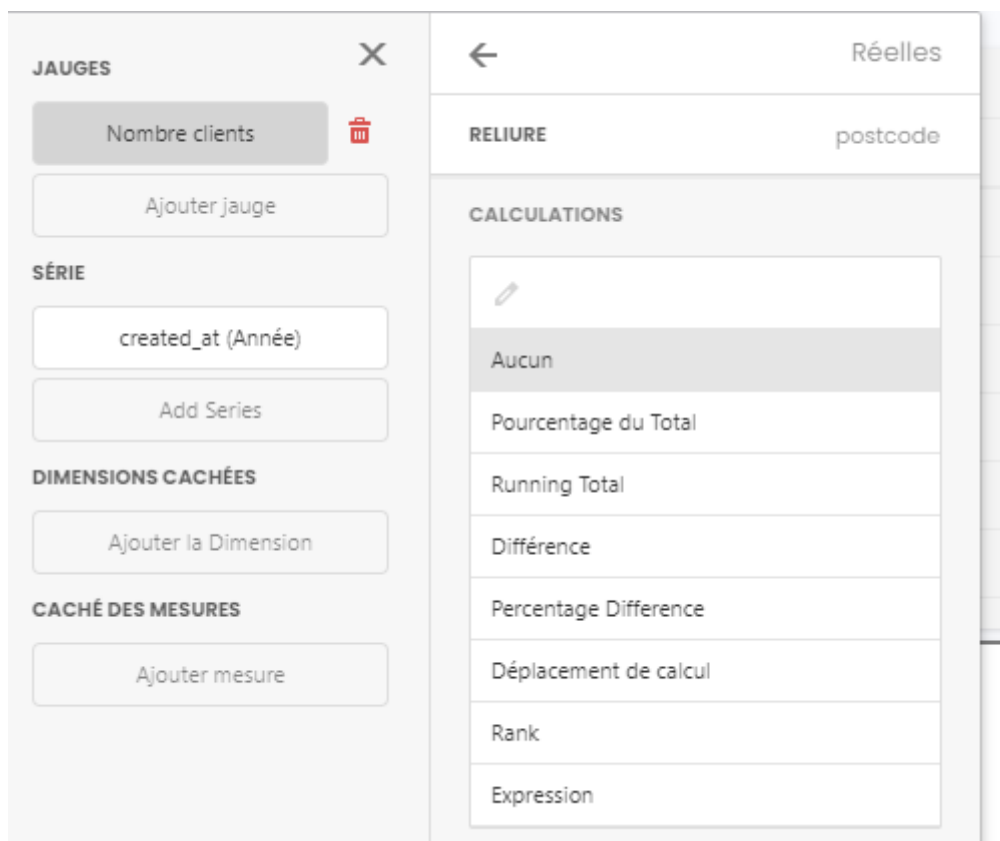 JAUGES
Nombre clients
Ajouter jauge
SÉRIE
created_at (Année)
Add Series
DIMENSIONS CACHÉES
Ajouter la Dimension
CACHÉ DES MESURES
Ajouter mesure
Réelles
RELIURE postcode
CALCULATIONS
Aucun
Pourcentage du Total
Running Total
Différence
Percentage Difference
Déplacement de calcul
Rank
Expression